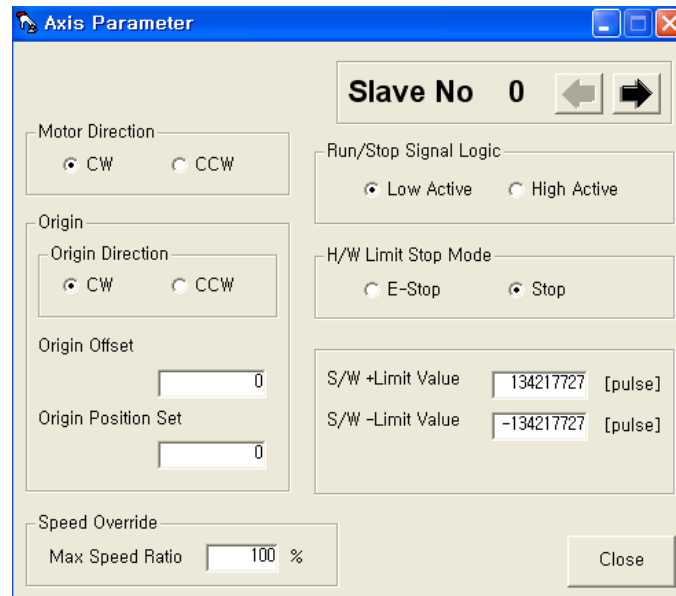 Axis Parameter
Slave No 0
Motor Direction
CW CCW
Run/Stop Signal Logic
Low Active High Active
Origin
Origin Direction
CW CCW
H/W Limit Stop Mode
E-Stop Stop
Origin Offset
0
Origin Position Set
0
S/W +Limit Value 134217727 [pulse]
S/W -Limit Value -134217727 [pulse]
Speed Override
Max Speed Ratio 100 %
Close